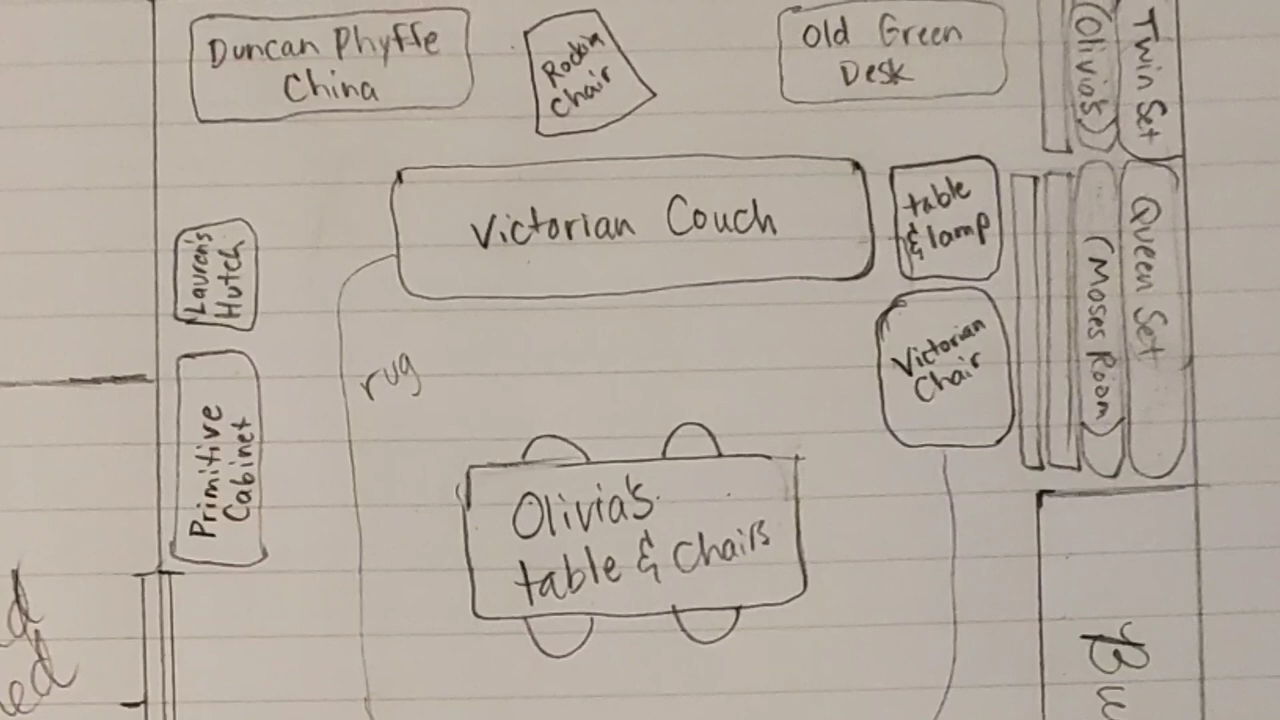 Duncan Phyffe
China
Rockin
Chair
Old Green
Desk
Twin Set
(Olivia's)
Victorian Couch
table
& lamp
Queen Set
(Moses Room)
Lauren's
Hutch
Victorian
Chair
rug
Primitive
Cabinet
Olivia's
table & Chairs